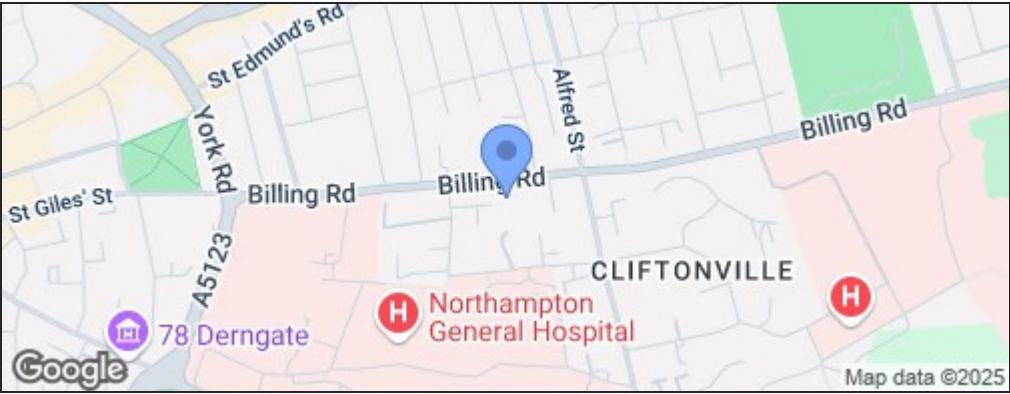 St Edmund's Rd
Alfred St
York Rd
Billing Rd
Billing Rd
Billing Rd
St Giles' St
A5123
CLIFTONVILLE
H
H
Northampton
General Hospital
78 Derngate
Google
Map data ©2025